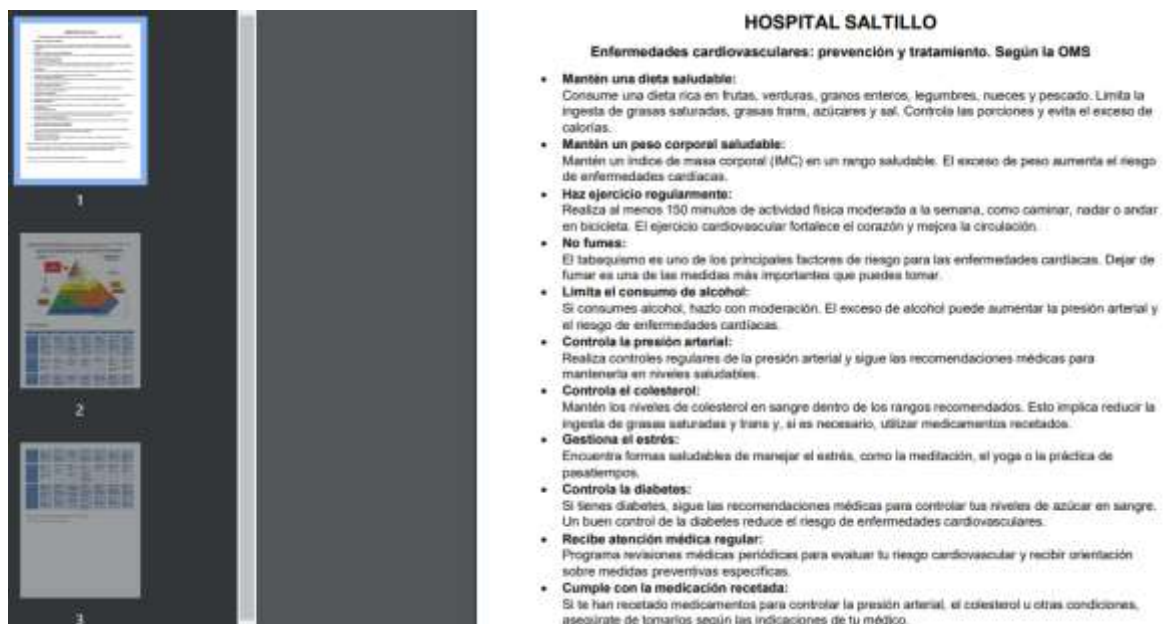 HOSPITAL SALTILLO
Enfermedades cardiovasculares: prevención y tratamiento. Según la OMS
• Mantén una dieta saludable:
Consume una dieta rica en frutas, verduras, granos enteros, legumbres, nueces y pescado. Limita la
ingesta de grasas saturadas, grasas trans, azúcares y sal. Controla las porciones y evita el exceso de
calorías.
• Mantén un peso corporal saludable:
Mantén un índice de masa corporal (IMC) en un rango saludable. El exceso de peso aumenta el riesgo
de enfermedades cardíacas.
• Haz ejercicio regularmente:
Realiza al menos 150 minutos de actividad física moderada a la semana, como caminar, nadar o andar
en bicicleta. El ejercicio cardiovascular fortalece el corazón y mejora la circulación.
• No fumes:
El tabaquismo es uno de los principales factores de riesgo para las enfermedades cardíacas. Dejar de
fumar es una de las medidas más importantes que puedes tomar.
• Limita el consumo de alcohol:
Si consumes alcohol, hazlo con moderación. El exceso de alcohol puede aumentar la presión arterial y
el riesgo de enfermedades cardíacas.
• Controla la presión arterial:
Realiza controles regulares de la presión arterial y sigue las recomendaciones médicas para
mantenerla en niveles saludables.
• Controla el colesterol:
Mantén los niveles de colesterol en sangre dentro de los rangos recomendados. Esto implica reducir la
ingesta de grasas saturadas y trans y, si es necesario, utilizar medicamentos recetados.
• Gestiona el estrés:
Encuentra formas saludables de manejar el estrés, como la meditación, el yoga o la práctica de
pasatiempos.
• Controla la diabetes:
Si tienes diabetes, sigue las recomendaciones médicas para controlar tus niveles de azúcar en sangre.
Un buen control de la diabetes reduce el riesgo de enfermedades cardiovasculares.
• Recibe atención médica regular:
Programa revisiones médicas periódicas para evaluar tu riesgo cardiovascular y recibir orientación
sobre medidas preventivas específicas.
• Cumple con la medicación recetada:
Si te han recetado medicamentos para controlar la presión arterial, el colesterol u otras condiciones,
asegúrate de tomarlos según las indicaciones de tu médico.
1
2
3